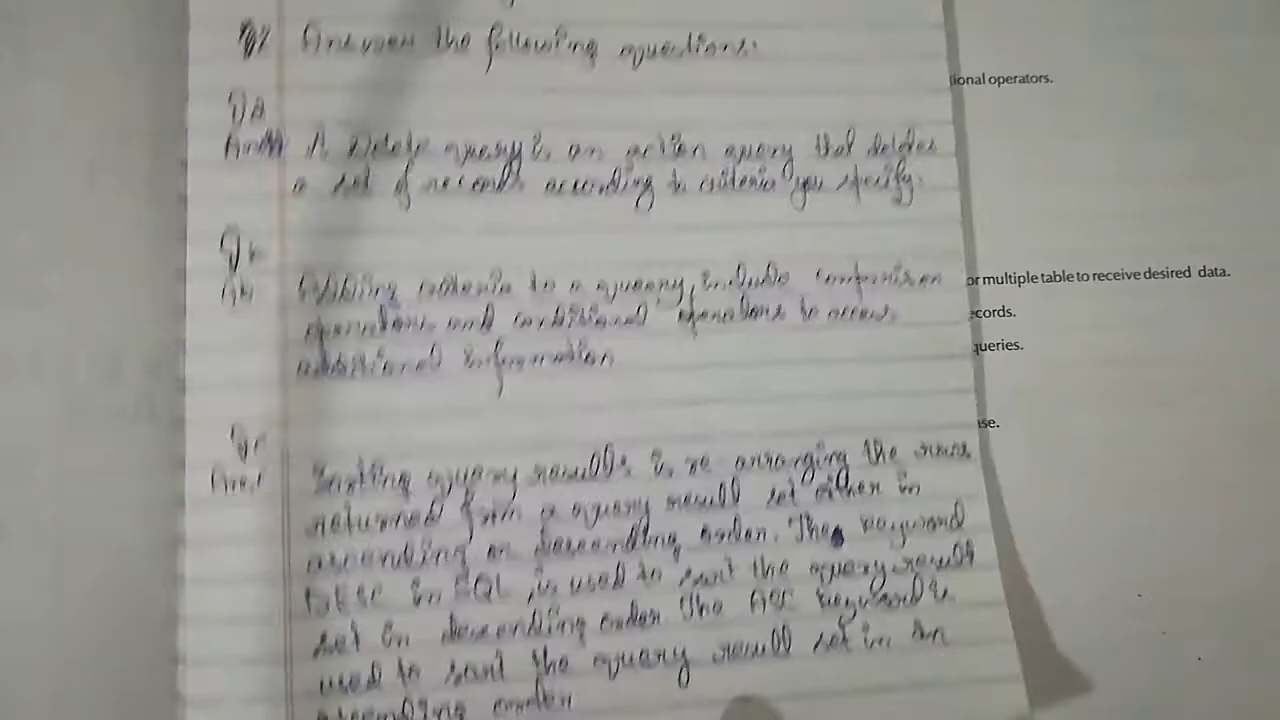 Answer the following questions:
ional operators.
Q a
Ans A delete query is an action query that deletes
a set of records according to criteria you specify.
Q b
Ans Adding criteria to a query, include comparison
or multiple table to receive desired data.
operators and conditional operators to access
cords.
additional information
queries.
se.
Q c
Ans Sorting query results is re arranging the rows
returned from a query result set either in
ascending or descending order. The keyword
DESC in SQL, is used to sort the query result
set in descending order The ASC keyword is
used to sort the query result set in an
ascending order